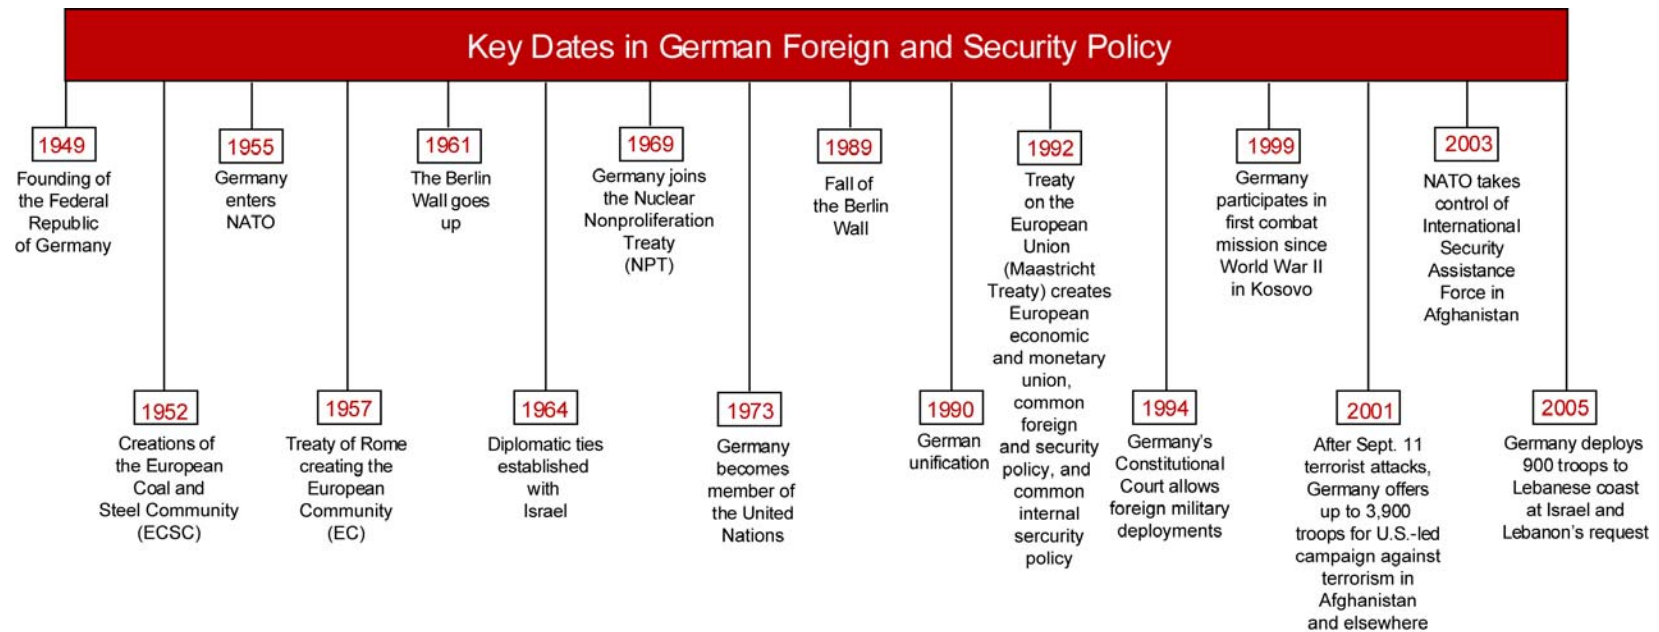 Key Dates in German Foreign and Security Policy
1949
Founding of
the Federal
Republic
of Germany
1952
Creations of
the European
Coal and
Steel Community
(ECSC)
1955
Germany
enters
NATO
1957
Treaty of Rome
creating the
European
Community
(EC)
1961
The Berlin
Wall goes
up
1964
Diplomatic ties
established
with
Israel
1969
Germany joins
the Nuclear
Nonproliferation
Treaty
(NPT)
1973
Germany
becomes
member of
the United
Nations
1989
Fall of
the Berlin
Wall
1990
German
unification
1992
Treaty
on the
European
Union
(Maastricht
Treaty) creates
European
economic
and monetary
union,
common
foreign
and security
policy, and
common
internal
sercurity
policy
1994
Germany's
Constitutional
Court allows
foreign military
deployments
1999
Germany
participates in
first combat
mission since
World War II
in Kosovo
2001
After Sept. 11
terrorist attacks,
Germany offers
up to 3,900
troops for U.S.-led
campaign against
terrorism in
Afghanistan
and elsewhere
2003
NATO takes
control of
International
Security
Assistance
Force in
Afghanistan
2005
Germany deploys
900 troops to
Lebanese coast
at Israel and
Lebanon's request